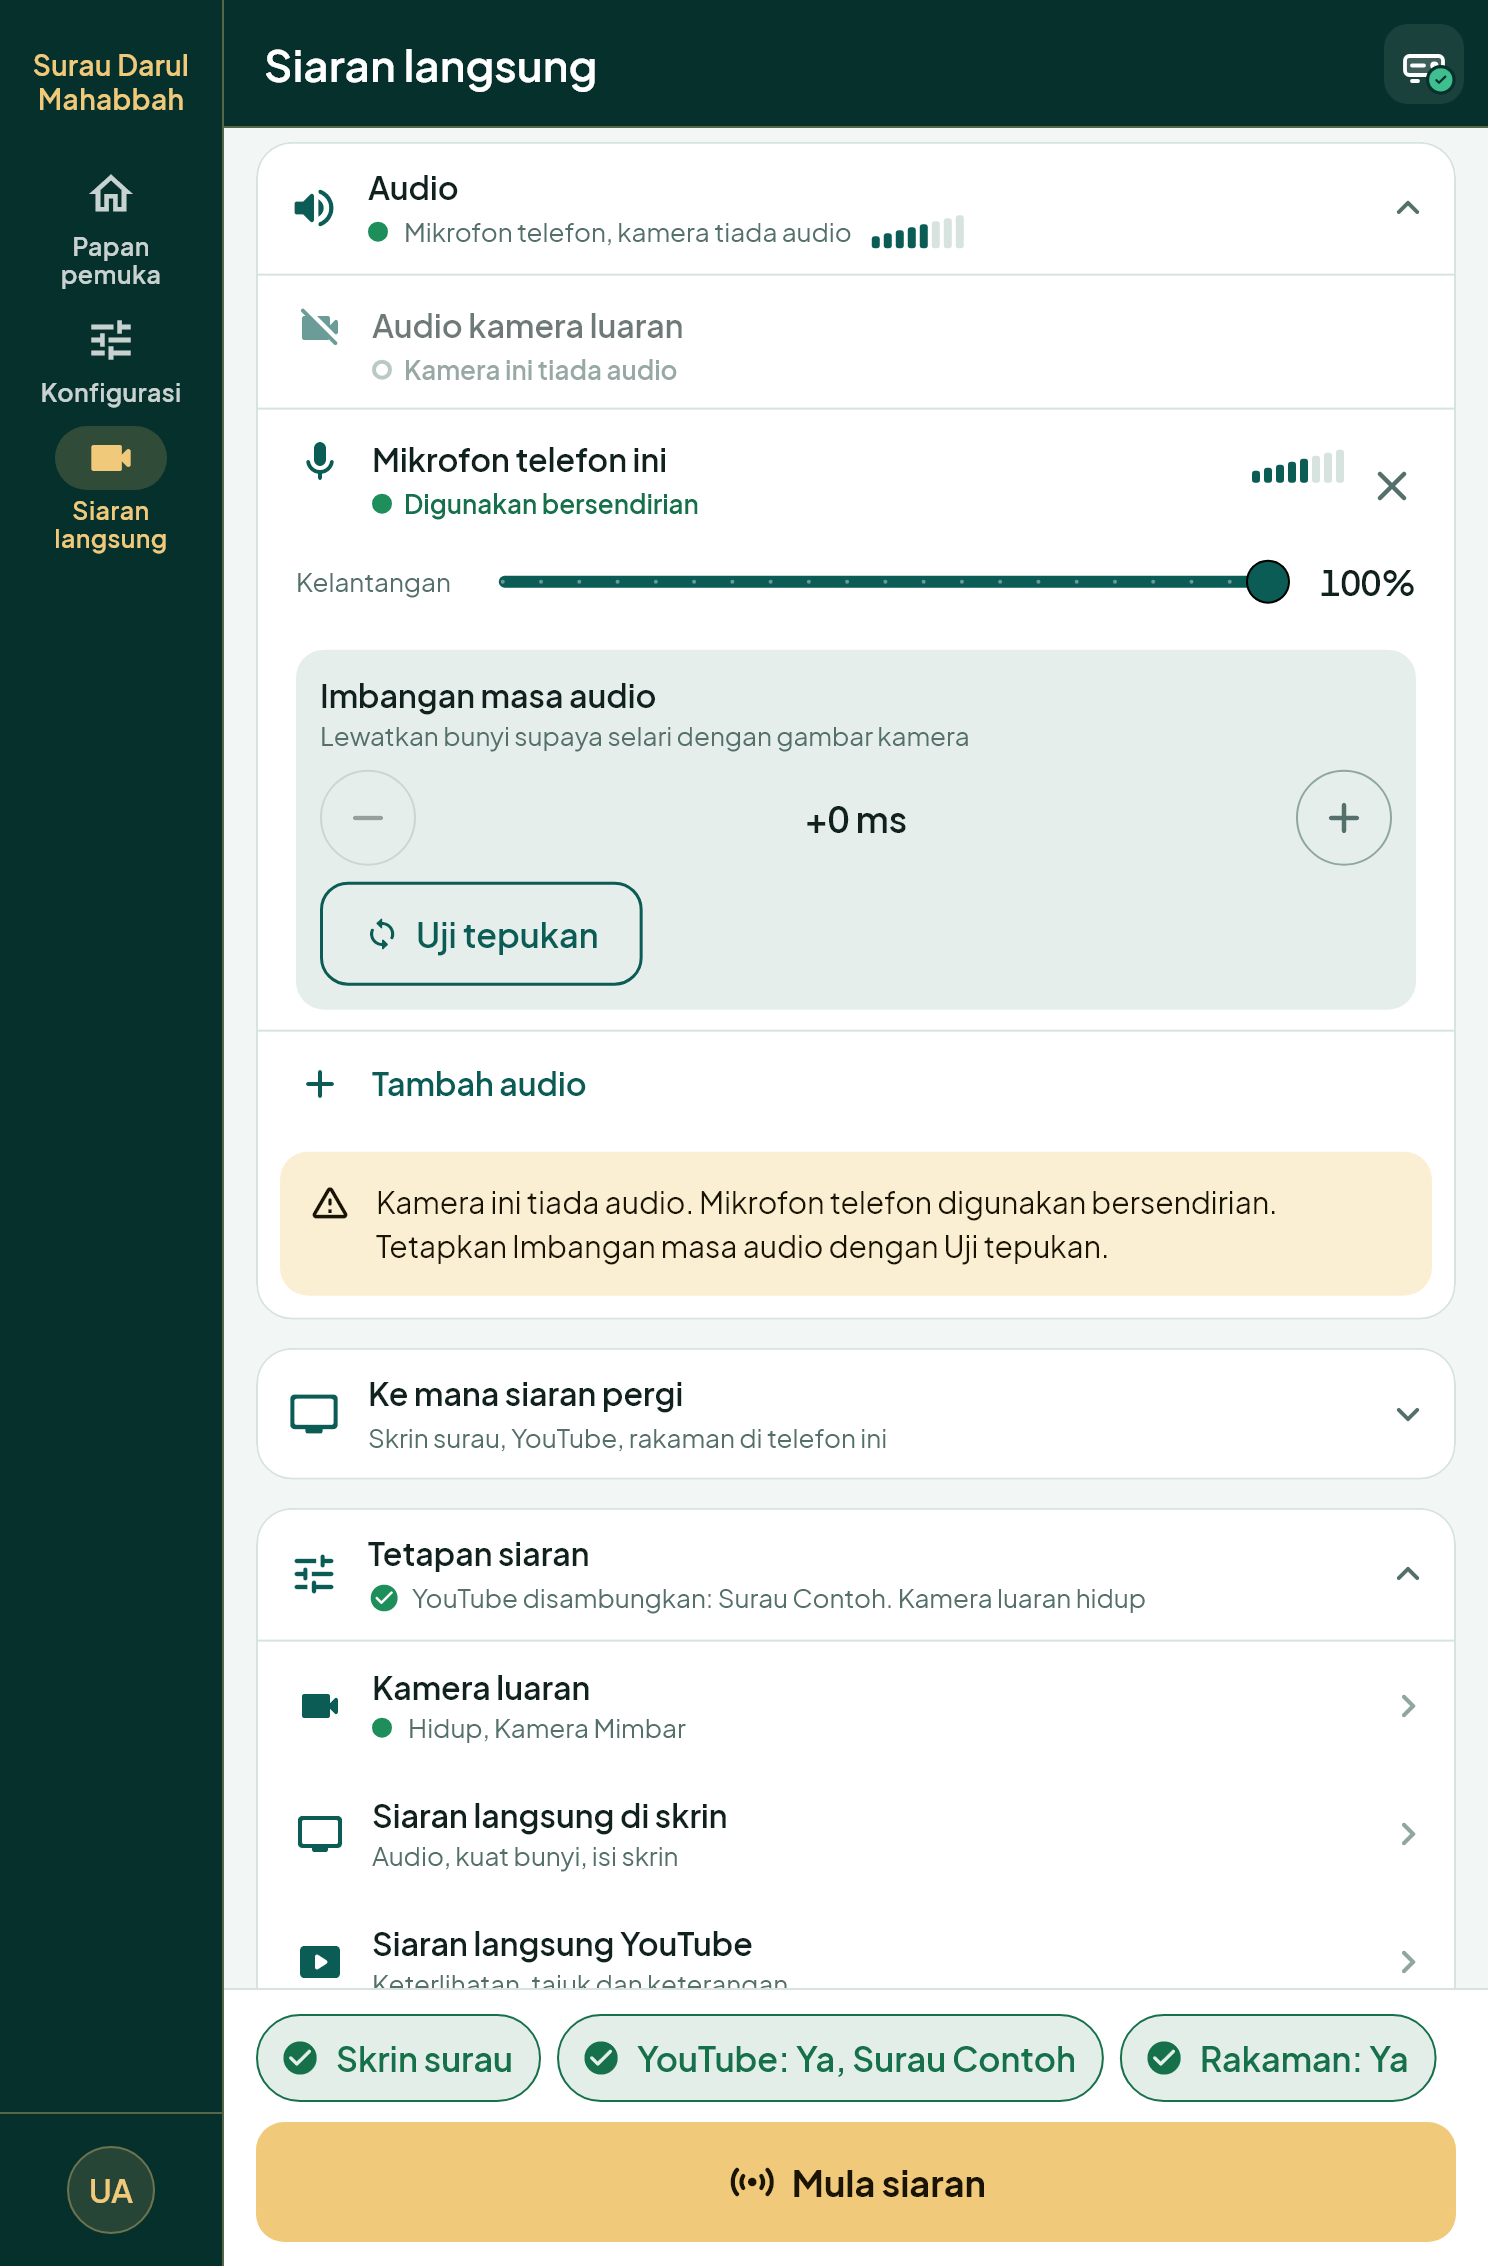 Surau Darul
Mahabbah
Papan
pemuka
Konfigurasi
Siaran
langsung
UA
Siaran langsung
Audio
Mikrofon telefon, kamera tiada audio
Audio kamera luaran
Kamera ini tiada audio
Mikrofon telefon ini
Digunakan bersendirian
Kelantangan
100%
Imbangan masa audio
Lewatkan bunyi supaya selari dengan gambar kamera
+0 ms
Uji tepukan
Tambah audio
Kamera ini tiada audio. Mikrofon telefon digunakan bersendirian.
Tetapkan Imbangan masa audio dengan Uji tepukan.
Ke mana siaran pergi
Skrin surau, YouTube, rakaman di telefon ini
Tetapan siaran
YouTube disambungkan: Surau Contoh. Kamera luaran hidup
Kamera luaran
Hidup, Kamera Mimbar
Siaran langsung di skrin
Audio, kuat bunyi, isi skrin
Siaran langsung YouTube
Keterlihatan, tajuk dan keterangan
Skrin surau
YouTube: Ya, Surau Contoh
Rakaman: Ya
Mula siaran